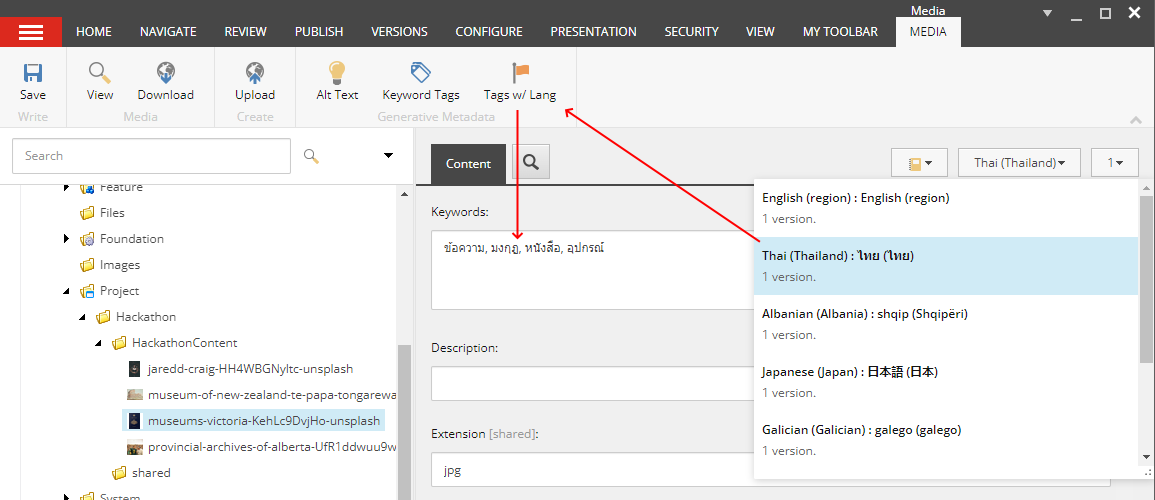 Media
HOME NAVIGATE REVIEW PUBLISH VERSIONS CONFIGURE PRESENTATION SECURITY VIEW MY TOOLBAR MEDIA
Save View Download Upload Alt Text Keyword Tags Tags w/ Lang
Write Media Create Generative Metadata
Search
Content
Thai (Thailand)
1
Feature
Files
Foundation
Images
Project
Hackathon
HackathonContent
jaredd-craig-HH4WBGNyltc-unsplash
museum-of-new-zealand-te-papa-tongarewa
museums-victoria-KehLc9DvjHo-unsplash
provincial-archives-of-alberta-UfR1ddwuu9w
shared
System
Keywords:
ข้อความ, มงกุฎ, หนังสือ, อุปกรณ์
Description:
Extension [shared]:
jpg
English (region) : English (region)
1 version.
Thai (Thailand) : ไทย (ไทย)
1 version.
Albanian (Albania) : shqip (Shqipëri)
1 version.
Japanese (Japan) : 日本語 (日本)
1 version.
Galician (Galician) : galego (galego)
1 version.